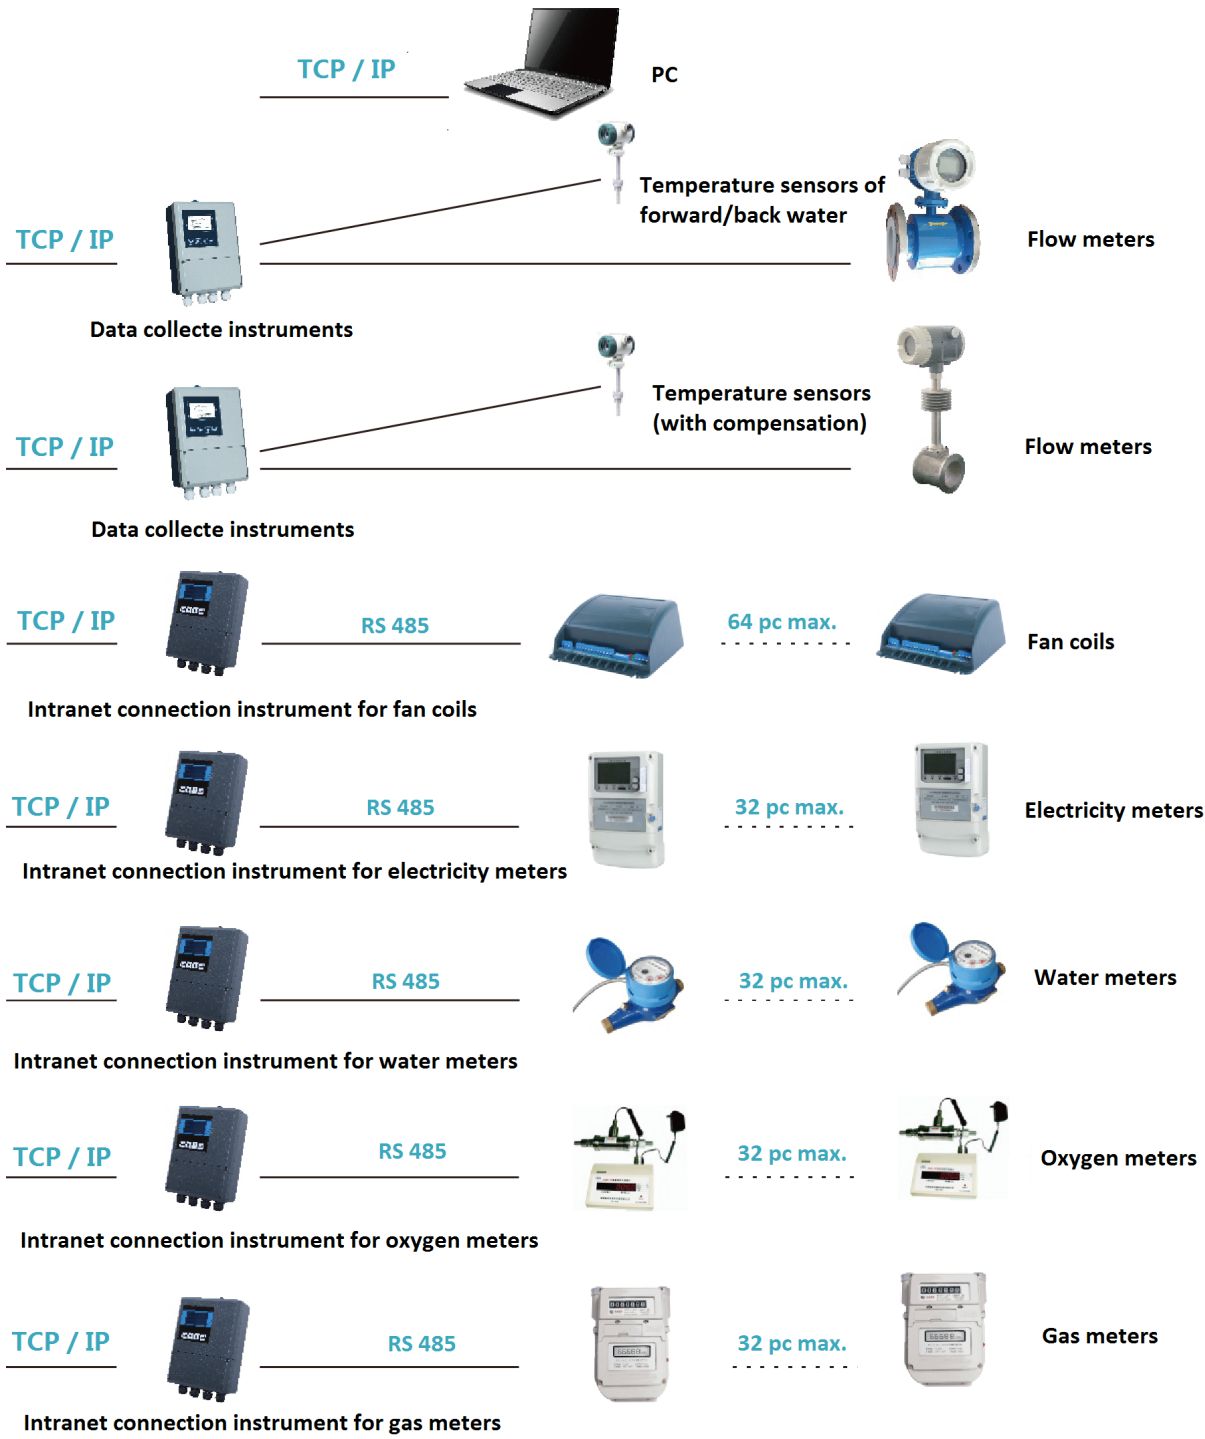 TCP / IP
PC
Temperature sensors of
forward/back water
TCP / IP
Flow meters
Data collecte instruments
Temperature sensors
(with compensation)
TCP / IP
Flow meters
Data collecte instruments
TCP / IP
RS 485
64 pc max.
Fan coils
Intranet connection instrument for fan coils
TCP / IP
RS 485
32 pc max.
Electricity meters
Intranet connection instrument for electricity meters
TCP / IP
RS 485
32 pc max.
Water meters
Intranet connection instrument for water meters
TCP / IP
RS 485
32 pc max.
Oxygen meters
Intranet connection instrument for oxygen meters
TCP / IP
RS 485
32 pc max.
Gas meters
Intranet connection instrument for gas meters